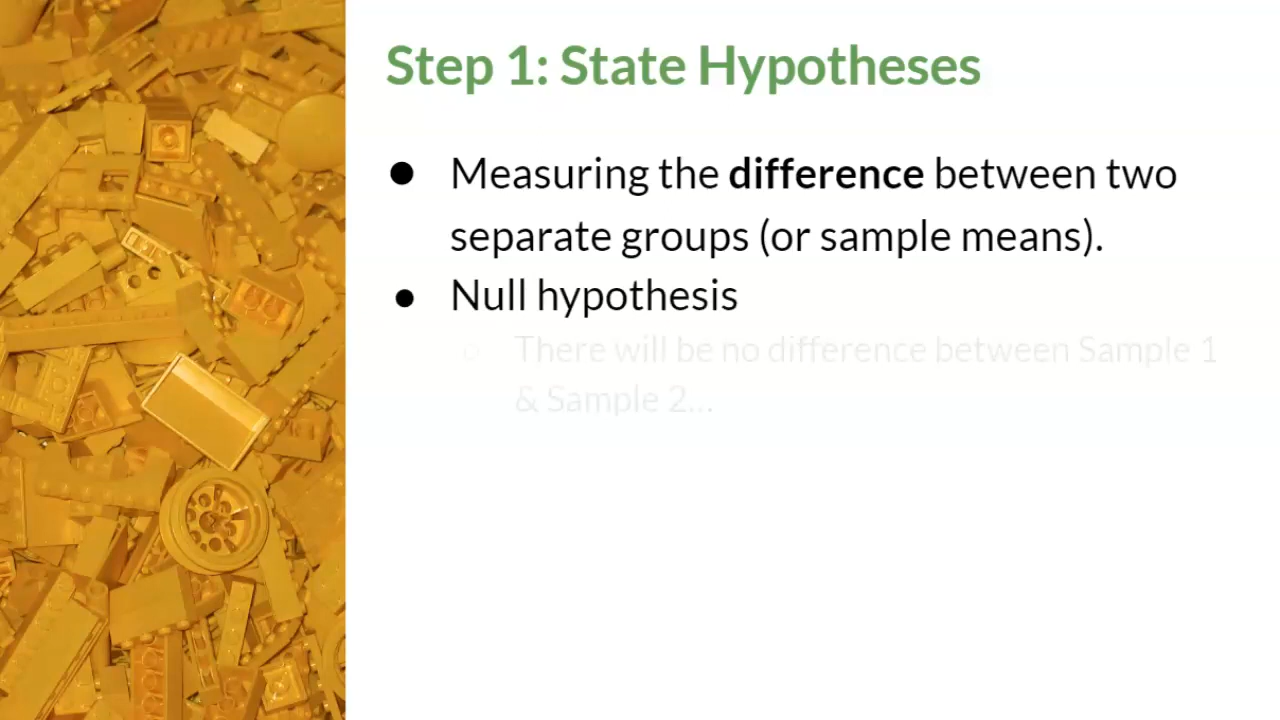 Step 1: State Hypotheses
● Measuring the difference between two
separate groups (or sample means).
● Null hypothesis
○ There will be no difference between Sample 1
& Sample 2...